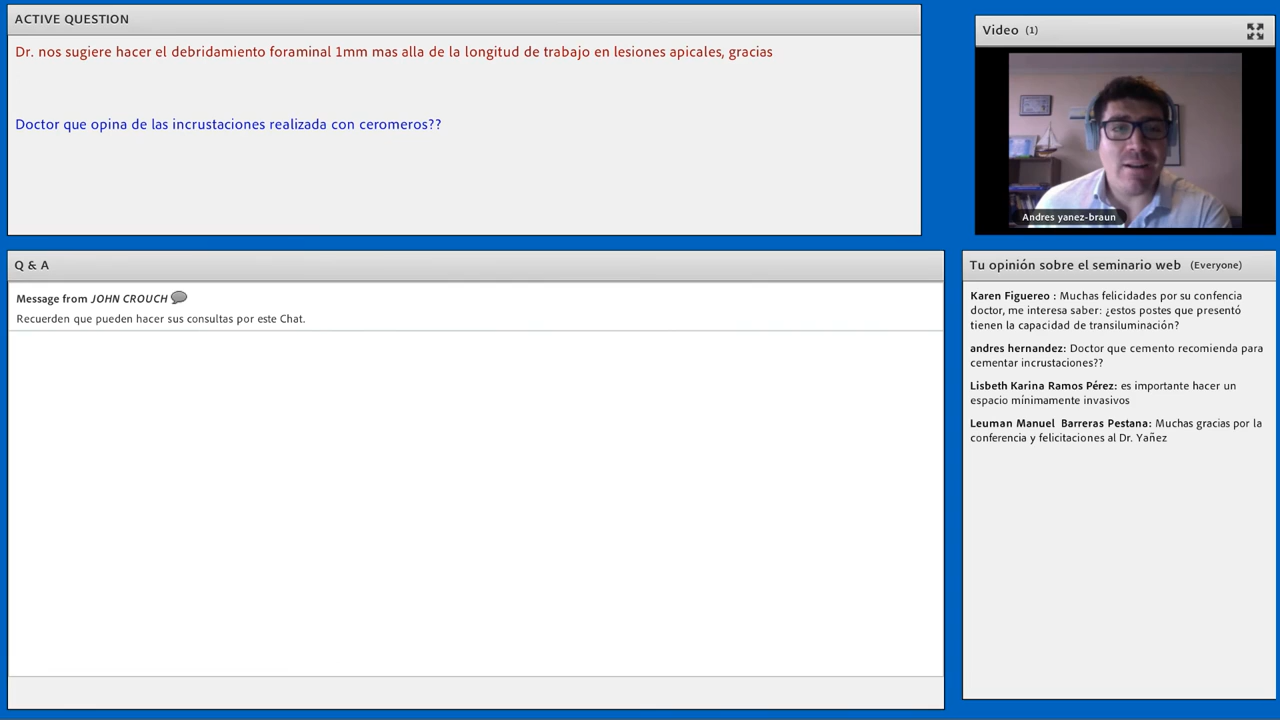 ACTIVE QUESTION
Dr. nos sugiere hacer el debridamiento foraminal 1mm mas alla de la longitud de trabajo en lesiones apicales, gracias
Doctor que opina de las incrustaciones realizada con ceromeros??
Video (1)
Andres yanez-braun
Q & A
Message from JOHN CROUCH
Recuerden que pueden hacer sus consultas por este Chat.
Tu opinión sobre el seminario web (Everyone)
Karen Figuereo : Muchas felicidades por su confencia
doctor, me interesa saber: ¿estos postes que presentó
tienen la capacidad de transiluminación?
andres hernandez: Doctor que cemento recomienda para
cementar incrustaciones??
Lisbeth Karina Ramos Pérez: es importante hacer un
espacio mínimamente invasivos
Leuman Manuel Barreras Pestana: Muchas gracias por la
conferencia y felicitaciones al Dr. Yañez